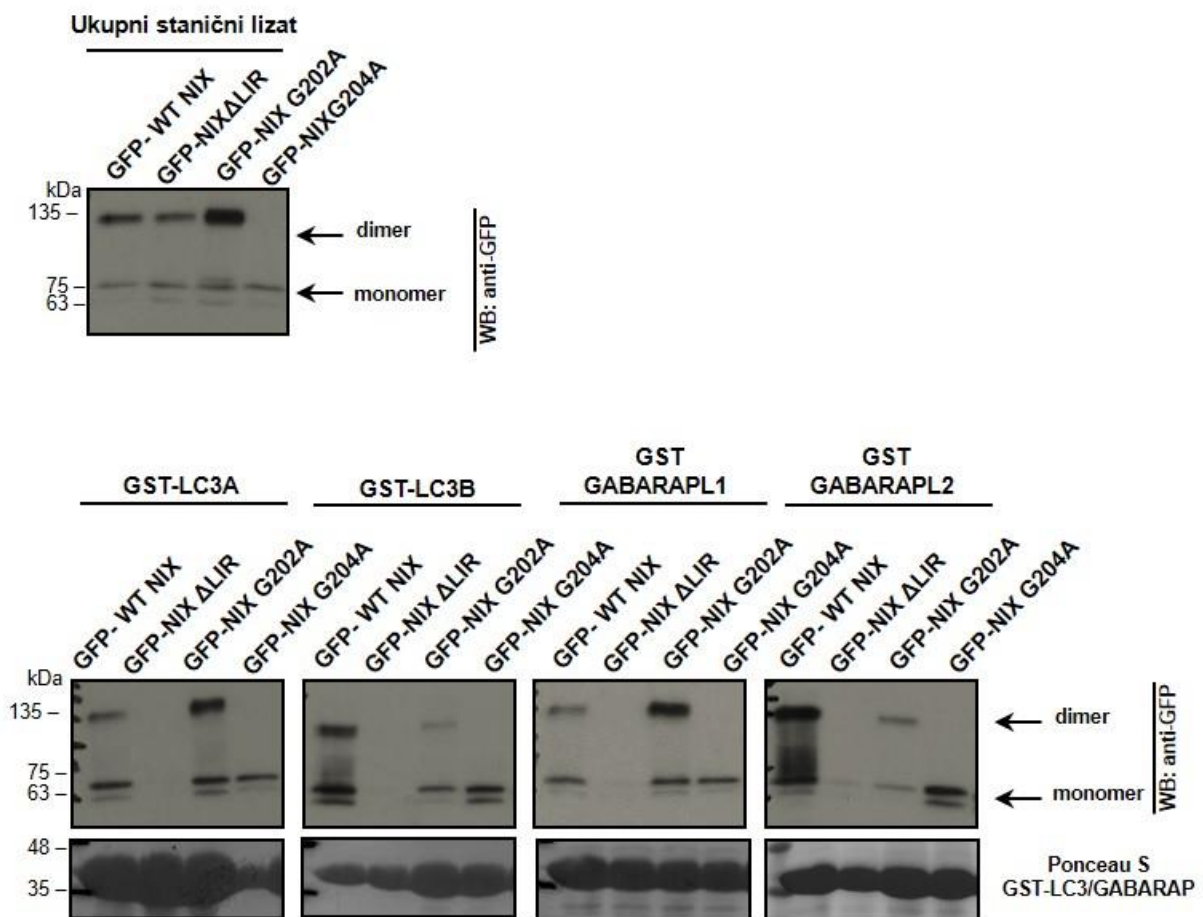 Ukupni stanični lizat
GFP- WT NIX
GFP-NIXΔLIR
GFP-NIX G202A
GFP-NIXG204A
kDa
135 –
75 –
63 –
dimer
monomer
WB: anti-GFP
GST-LC3A
GST-LC3B
GST
GABARAPL1
GST
GABARAPL2
GFP- WT NIX
GFP-NIX ΔLIR
GFP-NIX G202A
GFP-NIX G204A
GFP- WT NIX
GFP-NIX ΔLIR
GFP-NIX G202A
GFP-NIX G204A
GFP- WT NIX
GFP-NIX ΔLIR
GFP-NIX G202A
GFP-NIX G204A
GFP- WT NIX
GFP-NIX ΔLIR
GFP-NIX G202A
GFP-NIX G204A
kDa
135 –
75 –
63 –
dimer
monomer
WB: anti-GFP
48 –
35 –
Ponceau S
GST-LC3/GABARAP